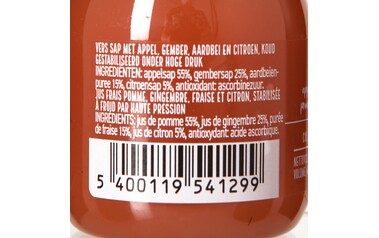 VERS SAP MET APPEL, GEMBER, AARDBEI EN CITROEN, KOUD
GESTABILISEERD ONDER HOGE DRUK
INGREDIËNTEN: appelsap 55%, gembersap 25%, aardbeien-
puree 15%, citroensap 5%, antioxidant: ascorbinezuur.
JUS FRAIS POMME, GINGEMBRE, FRAISE ET CITRON, STABILISÉE
À FROID PAR HAUTE PRESSION
INGRÉDIENTS: jus de pomme 55%, jus de gingembre 25%, purée
de fraise 15%, jus de citron 5%, antioxydant: acide ascorbique.
5 400119 541299